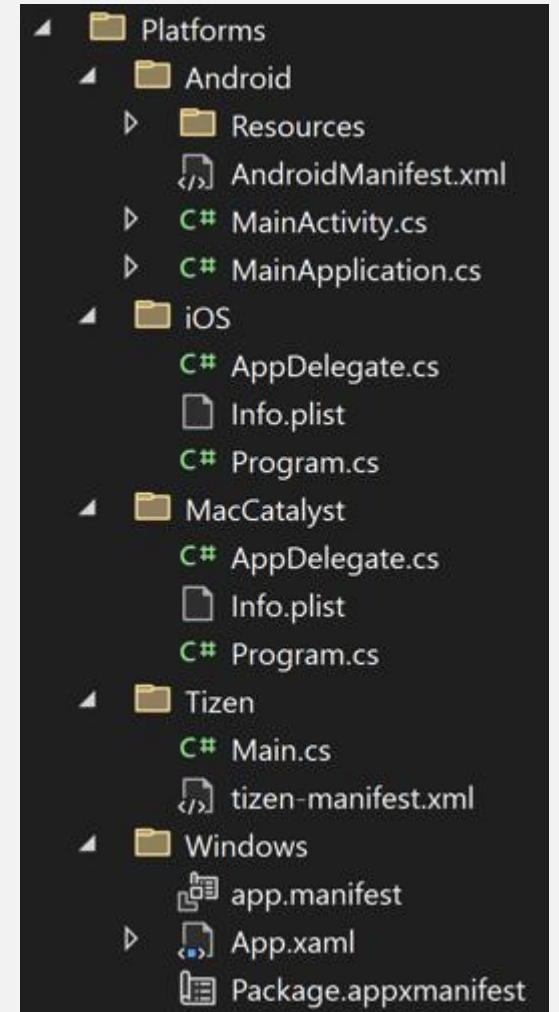 Platforms
Android
Resources
AndroidManifest.xml
C# MainActivity.cs
C# MainApplication.cs
iOS
C# AppDelegate.cs
Info.plist
C# Program.cs
MacCatalyst
C# AppDelegate.cs
Info.plist
C# Program.cs
Tizen
C# Main.cs
tizen-manifest.xml
Windows
app.manifest
App.xaml
Package.appxmanifest